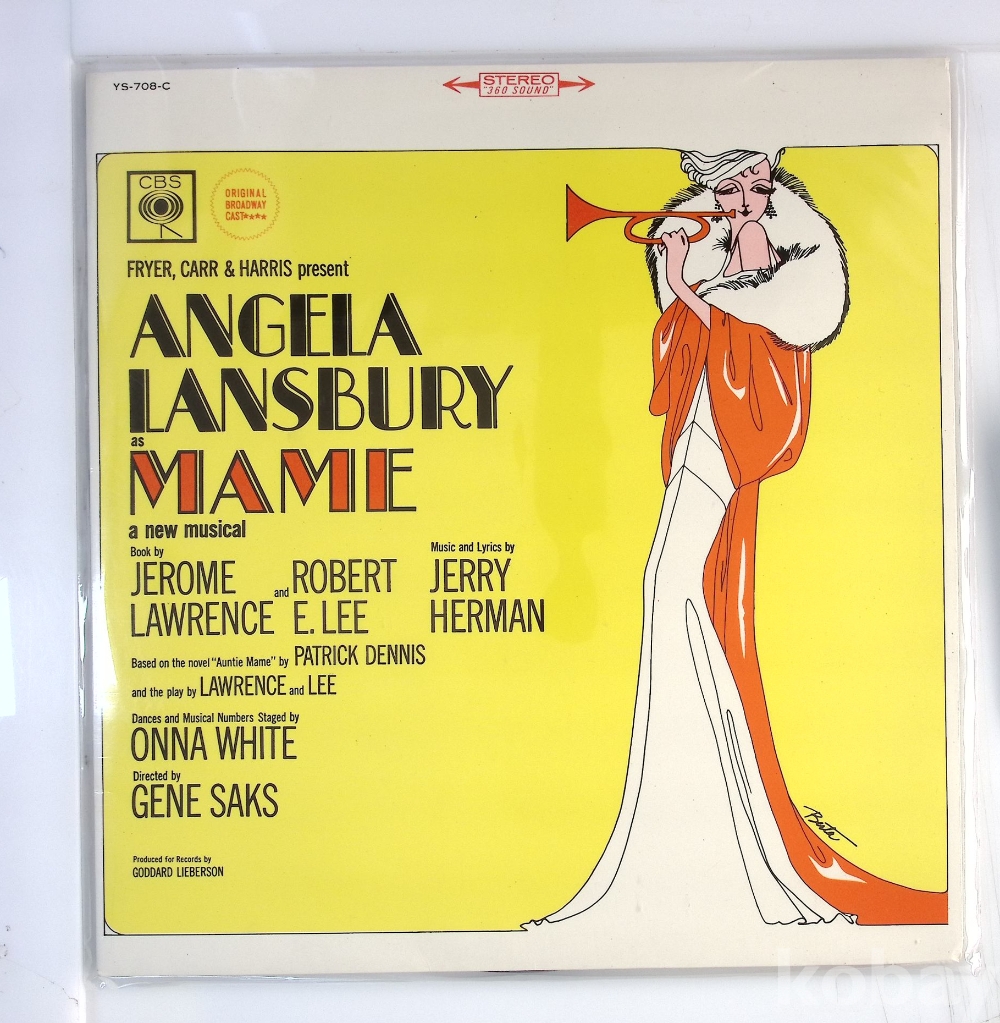 YS-708-C
STEREO
"360 SOUND"
CBS
ORIGINAL
BROADWAY
CAST****
FRYER, CARR & HARRIS present
ANGELA
LANSBURY
as
MAME
a new musical
Book by
JEROME
LAWRENCE and ROBERT
E. LEE
Music and Lyrics by
JERRY
HERMAN
Based on the novel "Auntie Mame" by PATRICK DENNIS
and the play by LAWRENCE and LEE
Dances and Musical Numbers Staged by
ONNA WHITE
Directed by
GENE SAKS
Produced for Records by
GODDARD LIEBERSON
Berta
kobay